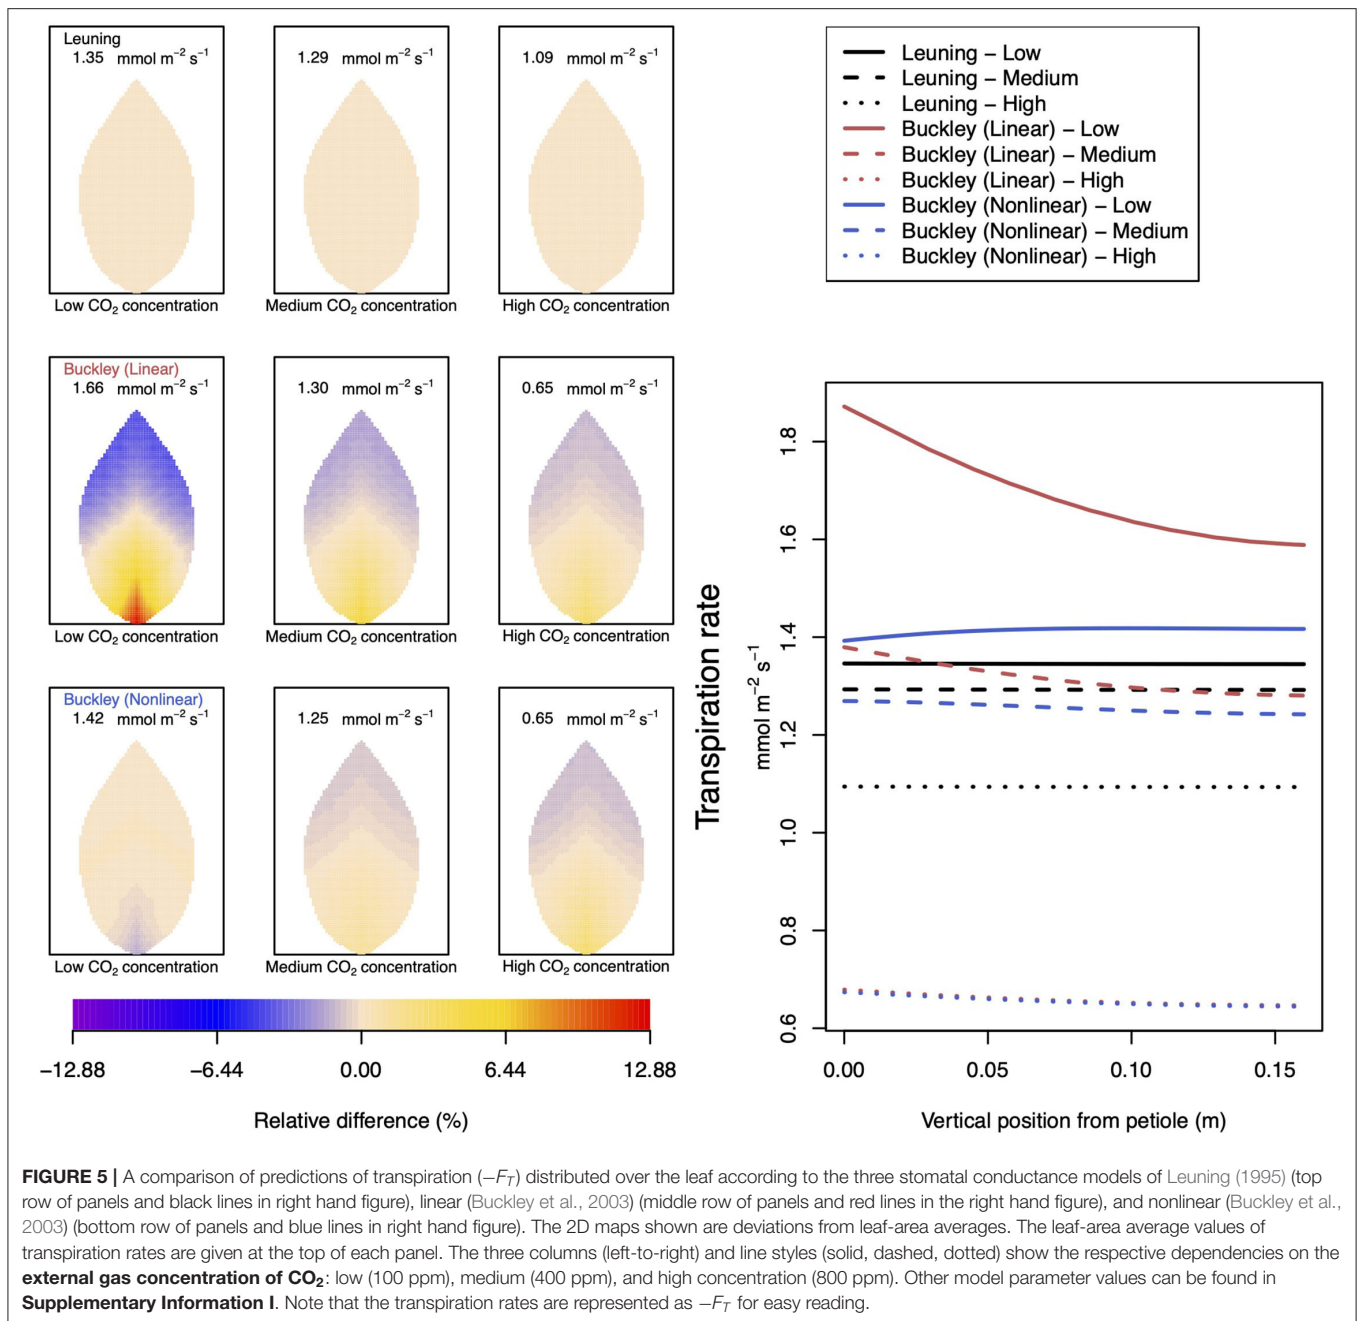 Leuning
1.35 mmol m⁻² s⁻¹
1.29 mmol m⁻² s⁻¹
1.09 mmol m⁻² s⁻¹
Low CO₂ concentration
Medium CO₂ concentration
High CO₂ concentration
Buckley (Linear)
1.66 mmol m⁻² s⁻¹
1.30 mmol m⁻² s⁻¹
0.65 mmol m⁻² s⁻¹
Low CO₂ concentration
Medium CO₂ concentration
High CO₂ concentration
Buckley (Nonlinear)
1.42 mmol m⁻² s⁻¹
1.25 mmol m⁻² s⁻¹
0.65 mmol m⁻² s⁻¹
Low CO₂ concentration
Medium CO₂ concentration
High CO₂ concentration
−12.88 −6.44 0.00 6.44 12.88
Relative difference (%)
Leuning − Low
Leuning − Medium
Leuning − High
Buckley (Linear) − Low
Buckley (Linear) − Medium
Buckley (Linear) − High
Buckley (Nonlinear) − Low
Buckley (Nonlinear) − Medium
Buckley (Nonlinear) − High
Transpiration rate
mmol m⁻² s⁻¹
1.8
1.6
1.4
1.2
1.0
0.8
0.6
0.00 0.05 0.10 0.15
Vertical position from petiole (m)
FIGURE 5 | A comparison of predictions of transpiration (−F_T) distributed over the leaf according to the three stomatal conductance models of Leuning (1995) (top
row of panels and black lines in right hand figure), linear (Buckley et al., 2003) (middle row of panels and red lines in the right hand figure), and nonlinear (Buckley et al.,
2003) (bottom row of panels and blue lines in right hand figure). The 2D maps shown are deviations from leaf-area averages. The leaf-area average values of
transpiration rates are given at the top of each panel. The three columns (left-to-right) and line styles (solid, dashed, dotted) show the respective dependencies on the
external gas concentration of CO₂: low (100 ppm), medium (400 ppm), and high concentration (800 ppm). Other model parameter values can be found in
Supplementary Information I. Note that the transpiration rates are represented as −F_T for easy reading.